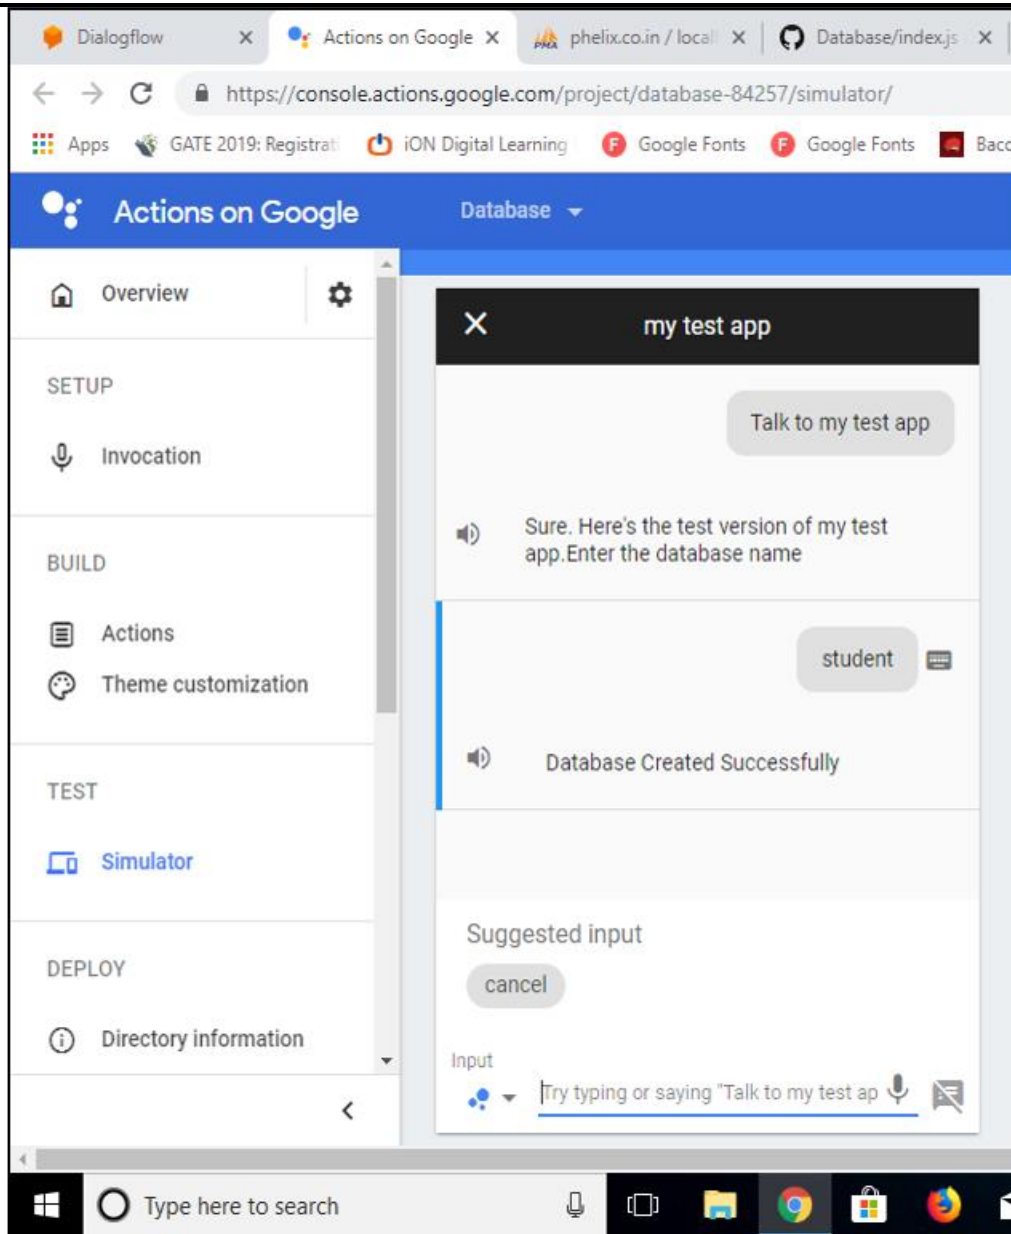 Dialogflow
Actions on Google
phelix.co.in / local
Database/index.js
https://console.actions.google.com/project/database-84257/simulator/
Apps
GATE 2019: Registrati
iON Digital Learning
Google Fonts
Google Fonts
Actions on Google
Database
Overview
SETUP
Invocation
BUILD
Actions
Theme customization
TEST
Simulator
DEPLOY
Directory information
my test app
Talk to my test app
Sure. Here's the test version of my test
app.Enter the database name
student
Database Created Successfully
Suggested input
cancel
Input
Try typing or saying "Talk to my test ap
Type here to search